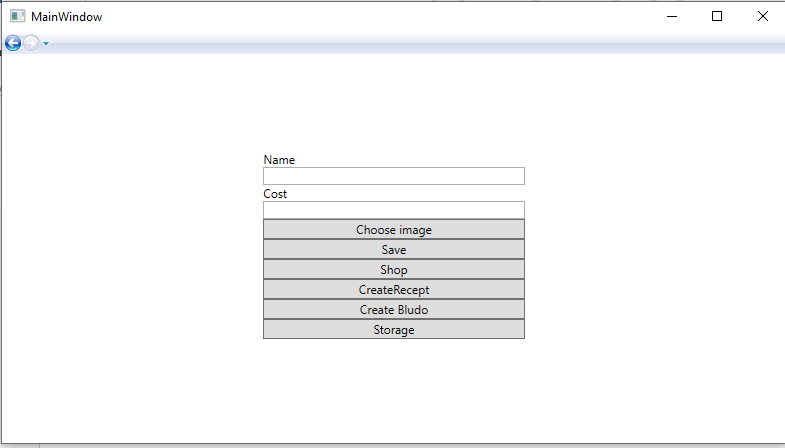 MainWindow
Name
Cost
Choose image
Save
Shop
CreateRecept
Create Bludo
Storage